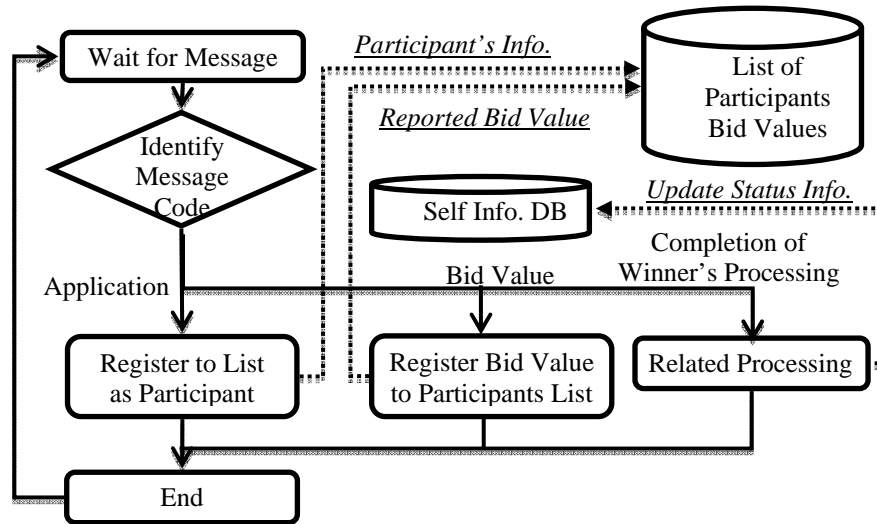 Wait for Message
Participant's Info.
List of
Participants
Bid Values
Reported Bid Value
Identify
Message
Code
Self Info. DB
Update Status Info.
Completion of
Winner's Processing
Application
Bid Value
Register to List
as Participant
Register Bid Value
to Participants List
Related Processing
End